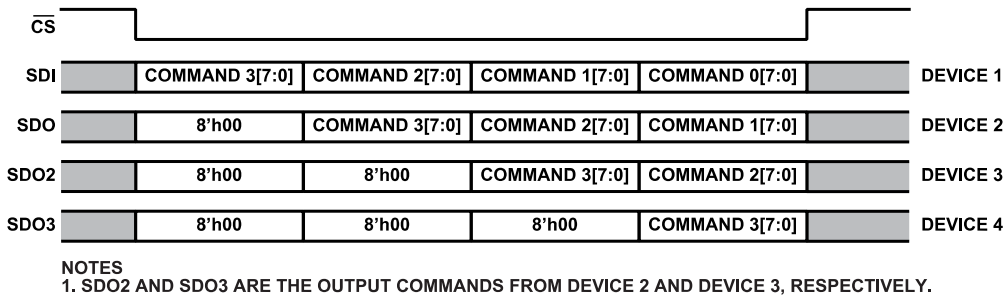 CS
SDI COMMAND 3[7:0] COMMAND 2[7:0] COMMAND 1[7:0] COMMAND 0[7:0] DEVICE 1
SDO 8'h00 COMMAND 3[7:0] COMMAND 2[7:0] COMMAND 1[7:0] DEVICE 2
SDO2 8'h00 8'h00 COMMAND 3[7:0] COMMAND 2[7:0] DEVICE 3
SDO3 8'h00 8'h00 8'h00 COMMAND 3[7:0] DEVICE 4
NOTES
1. SDO2 AND SDO3 ARE THE OUTPUT COMMANDS FROM DEVICE 2 AND DEVICE 3, RESPECTIVELY.